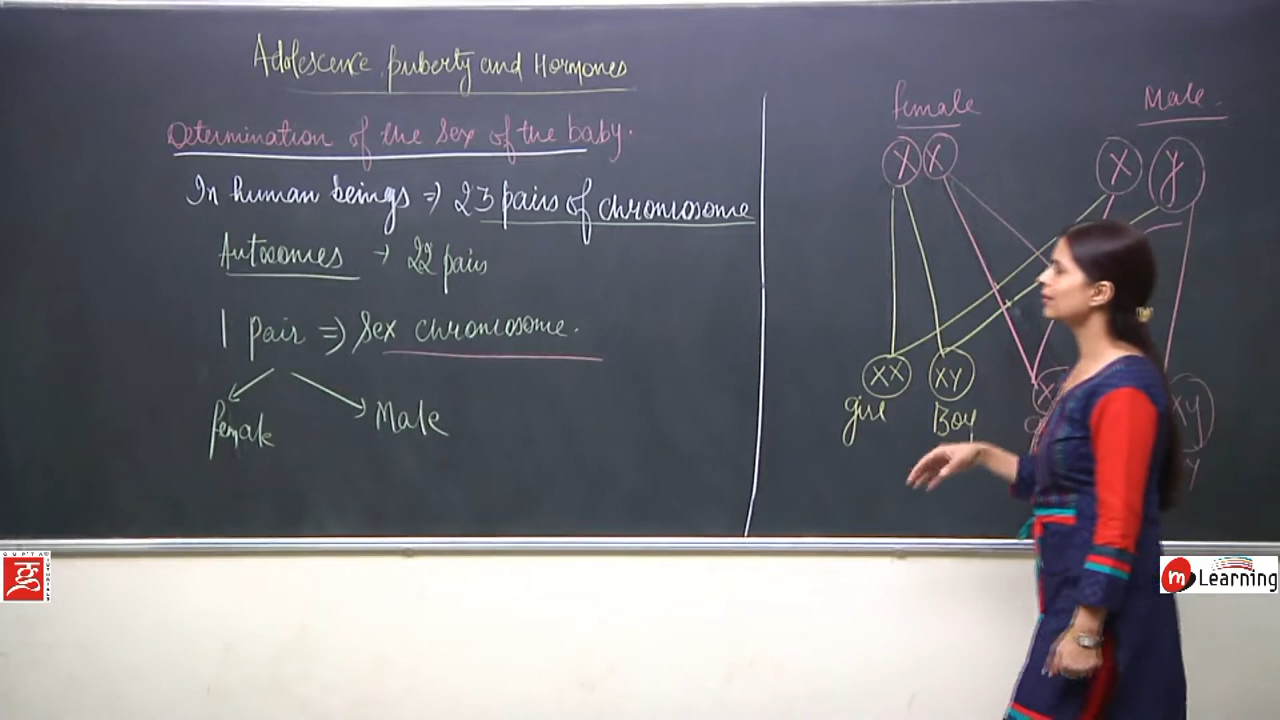 Adolescence, puberty and Hormones
Determination of the Sex of the baby.
In human beings ⇒ 23 pairs of chromosome
Autosomes → 22 pairs
1 pair ⇒ Sex chromosome.
female Male
female Male.
X X X y
XX XY xy
girl Boy y
GUPTA
m Learning